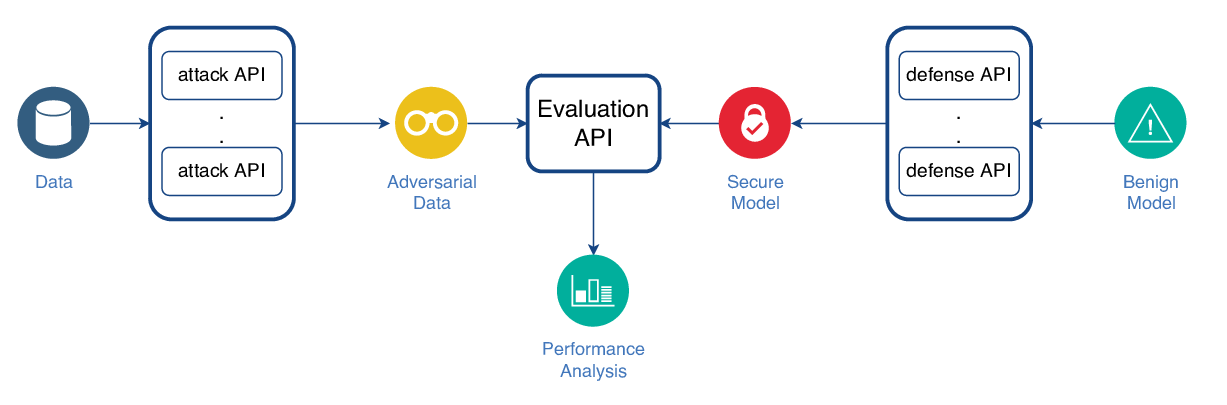 attack API
.
.
attack API
Data
Adversarial
Data
Evaluation
API
Performance
Analysis
Secure
Model
defense API
.
.
defense API
!
Benign
Model